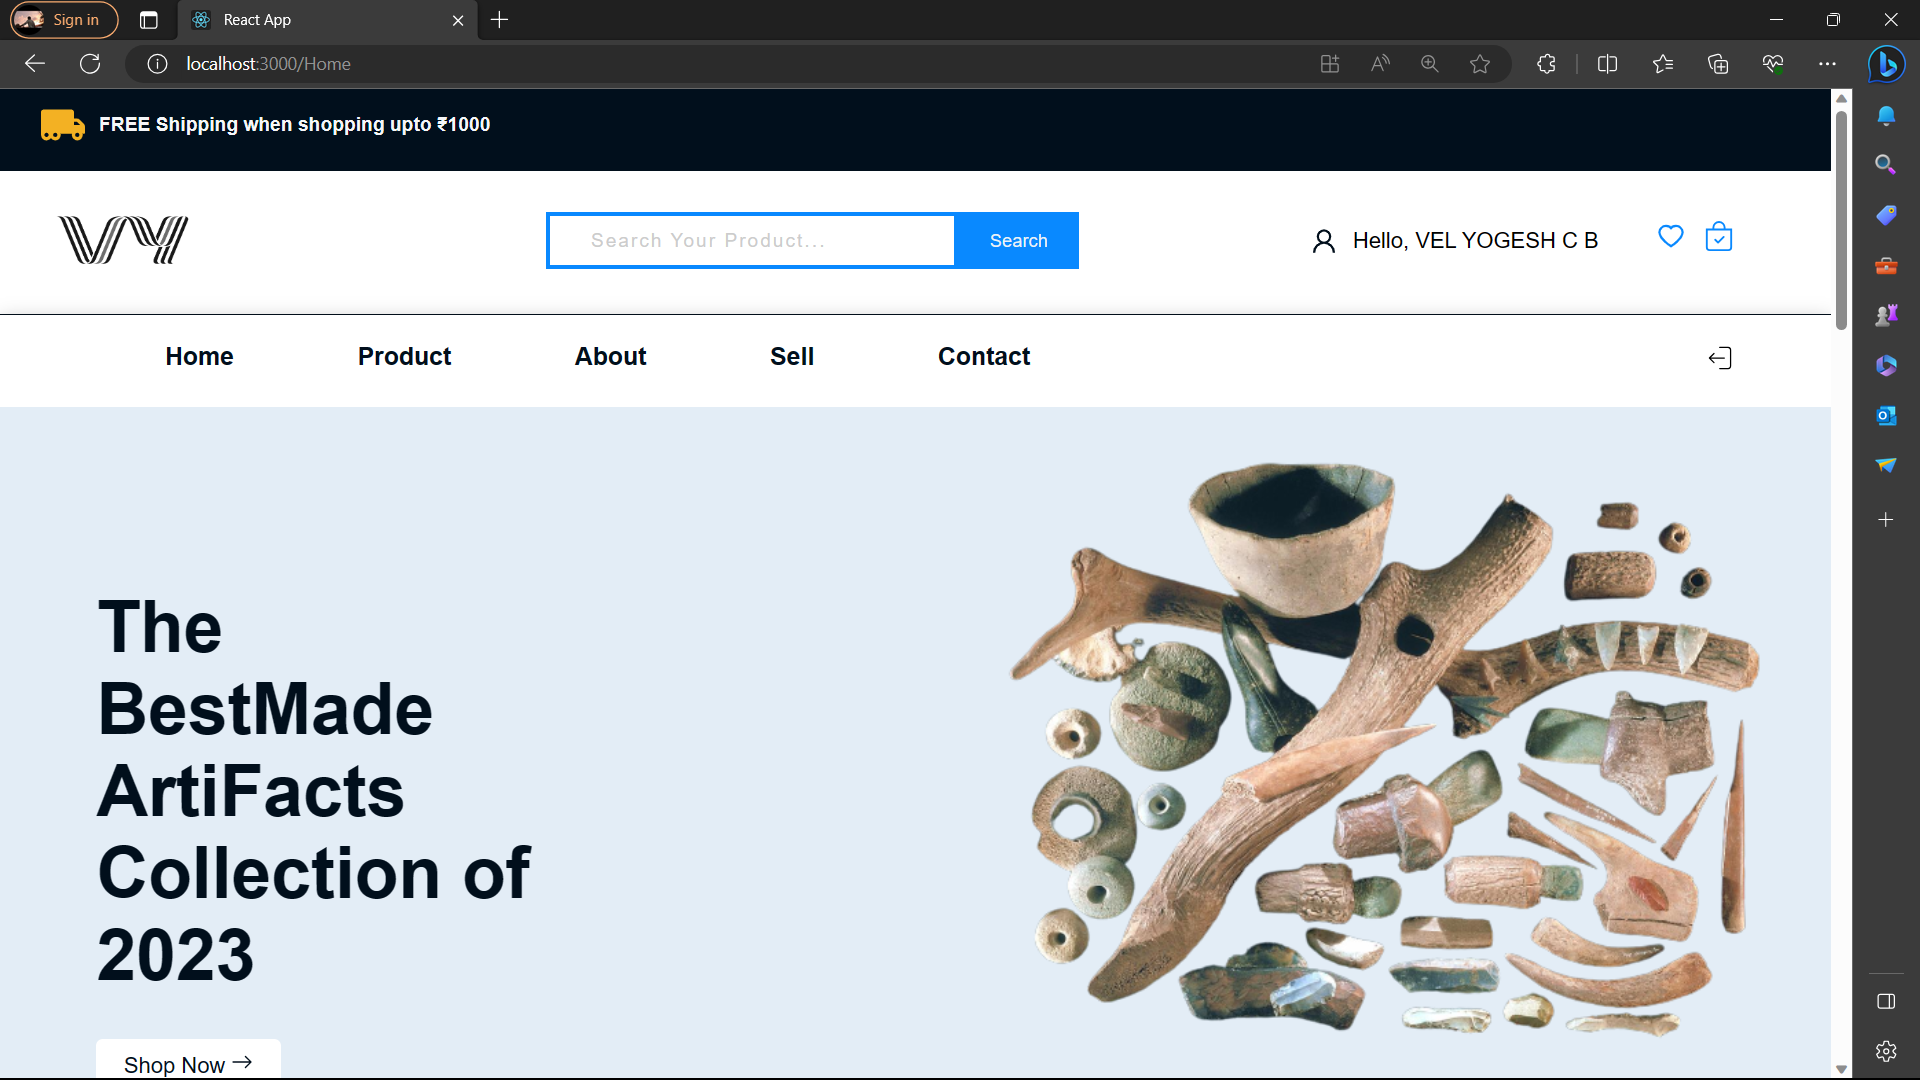 Sign in
React App
localhost:3000/Home
FREE Shipping when shopping upto ₹1000
VY
Search Your Product...
Search
Hello, VEL YOGESH C B
Home
Product
About
Sell
Contact
The
BestMade
ArtiFacts
Collection of
2023
Shop Now →